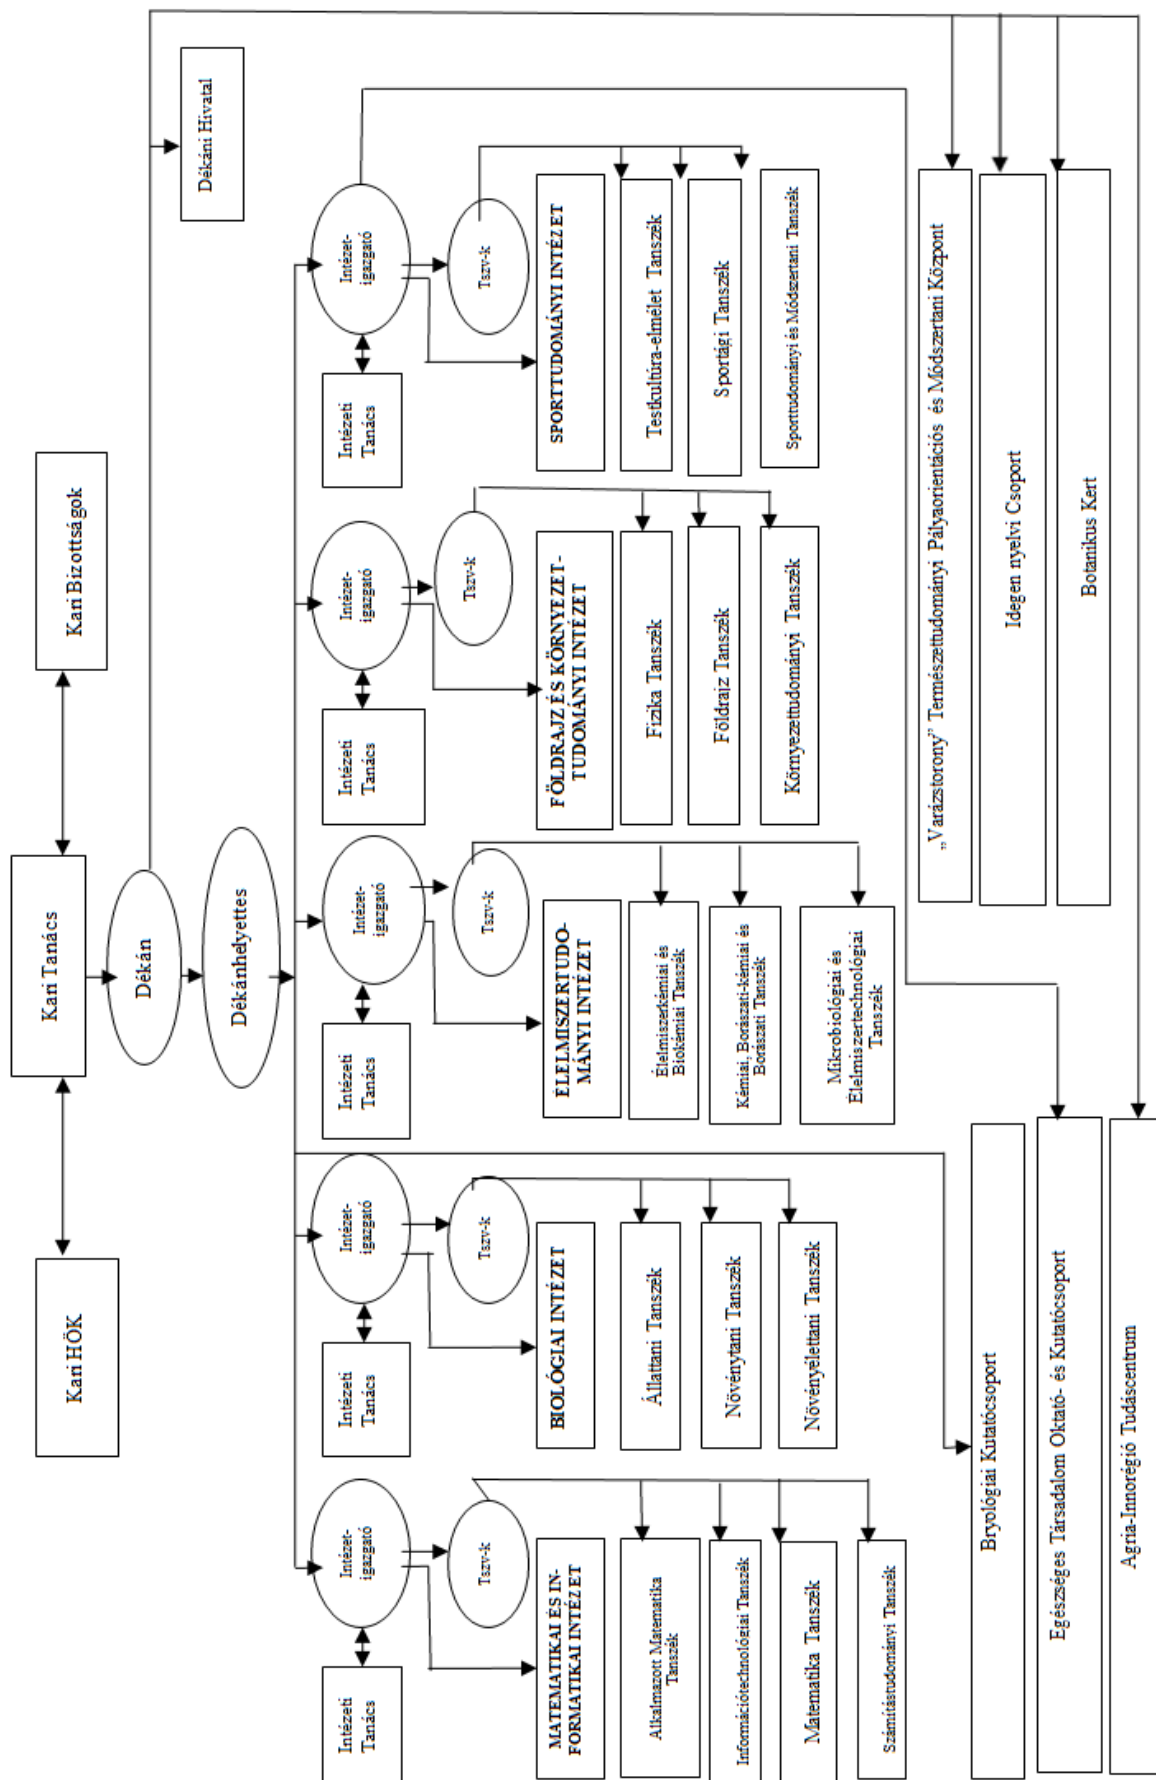 Kari HÖK
Kari Tanács
Kari Bizottságok
Dékán
Dékánhelyettes
Dékáni Hivatal
Intézeti
Tanács
Intézet-
igazgató
Tszv-k
MATEMATIKAI ÉS IN-
FORMATIKAI INTÉZET
Alkalmazott Matematika
Tanszék
Információtechnológiai Tanszék
Matematika Tanszék
Számítástudományi Tanszék
Intézeti
Tanács
Intézet-
igazgató
Tszv-k
BIOLÓGIAI INTÉZET
Állattani Tanszék
Növénytani Tanszék
Növényélettani Tanszék
Intézeti
Tanács
Intézet-
igazgató
Tszv-k
ÉLELMISZERTUDO-
MÁNYI INTÉZET
Élelmiszerkémiai és
Biokémiai Tanszék
Kémiai, Borászati-kémiai és
Borászati Tanszék
Mikrobiológiai és
Élelmiszertechnológiai
Tanszék
Intézeti
Tanács
Intézet-
igazgató
Tszv-k
FÖLDRAJZ ÉS KÖRNYEZET-
TUDOMÁNYI INTÉZET
Fizika Tanszék
Földrajz Tanszék
Környezettudományi Tanszék
Intézeti
Tanács
Intézet-
igazgató
Tszv-k
SPORTTUDOMÁNYI INTÉZET
Testkultúra-elmélet Tanszék
Sportági Tanszék
Sporttudományi és Módszertani Tanszék
Bryológiai Kutatócsoport
Egészséges Társadalom Oktató- és Kutatócsoport
Agria-Innorégió Tudáscentrum
„Varázstorony” Természettudományi Pályaorientációs és Módszertani Központ
Idegen nyelvi Csoport
Botanikus Kert